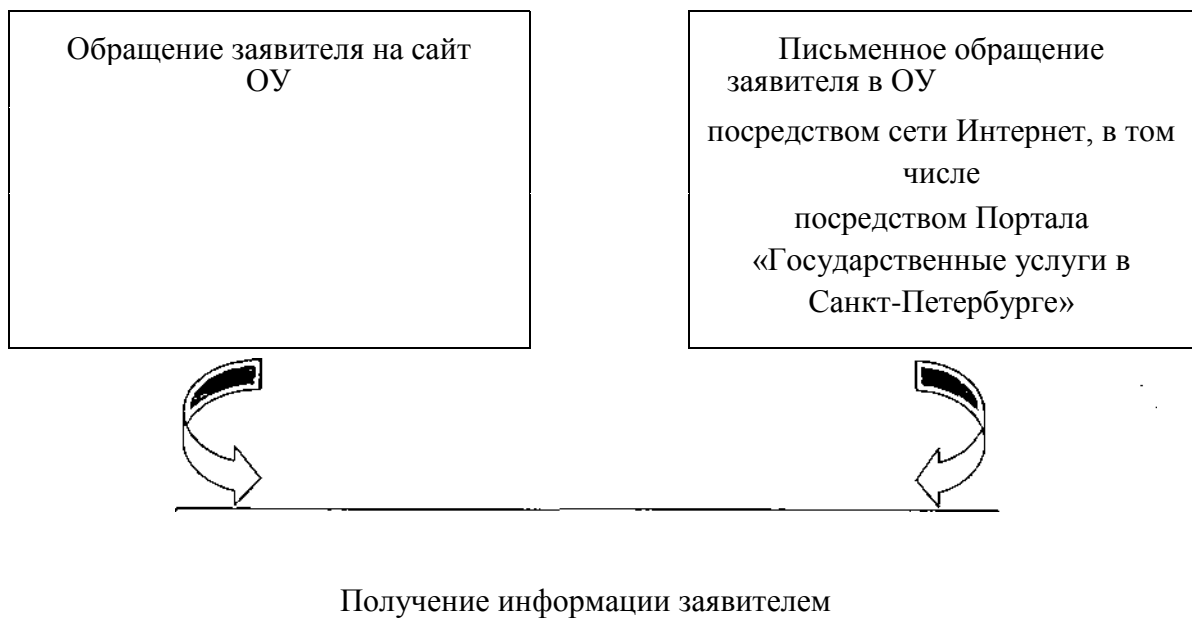 Обращение заявителя на сайт
ОУ
Письменное обращение
заявителя в ОУ
посредством сети Интернет, в том
числе
посредством Портала
«Государственные услуги в
Санкт-Петербурге»
Получение информации заявителем